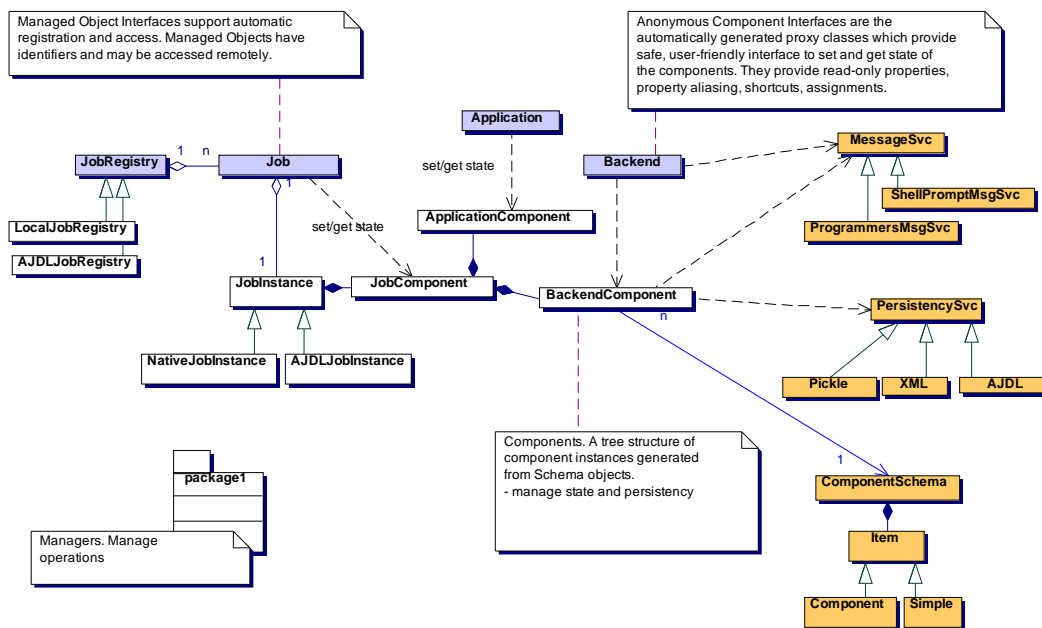 Managed Object Interfaces support automatic
registration and access. Managed Objects have
identifiers and may be accessed remotely.
Anonymous Component Interfaces are the
automatically generated proxy classes which provide
safe, user-friendly interface to set and get state of
the components. They provide read-only properties,
property aliasing, shortcuts, assignments.
Application
MessageSvc
JobRegistry
1
n
Job
1
set/get state
Backend
ShellPromptMsgSvc
LocalJobRegistry
ApplicationComponent
ProgrammersMsgSvc
set/get state
AJDLJobRegistry
1
JobInstance
JobComponent
BackendComponent
n
PersistencySvc
NativeJobInstance
AJDLJobInstance
Pickle
XML
AJDL
Components. A tree structure of
component instances generated
from Schema objects.
- manage state and persistency
1
ComponentSchema
package1
Managers. Manage
operations
Item
Component
Simple